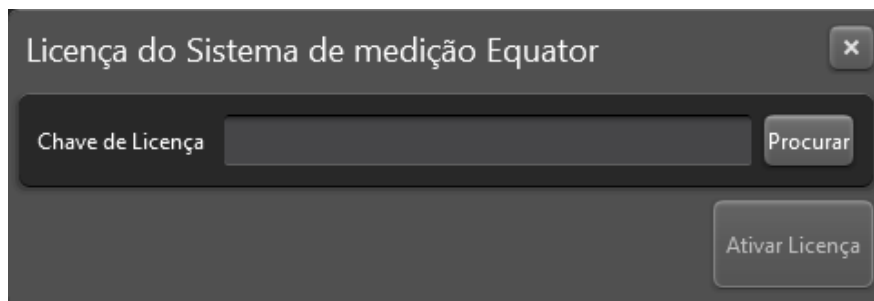 Licença do Sistema de medição Equator
Chave de Licença
Procurar
Ativar Licença